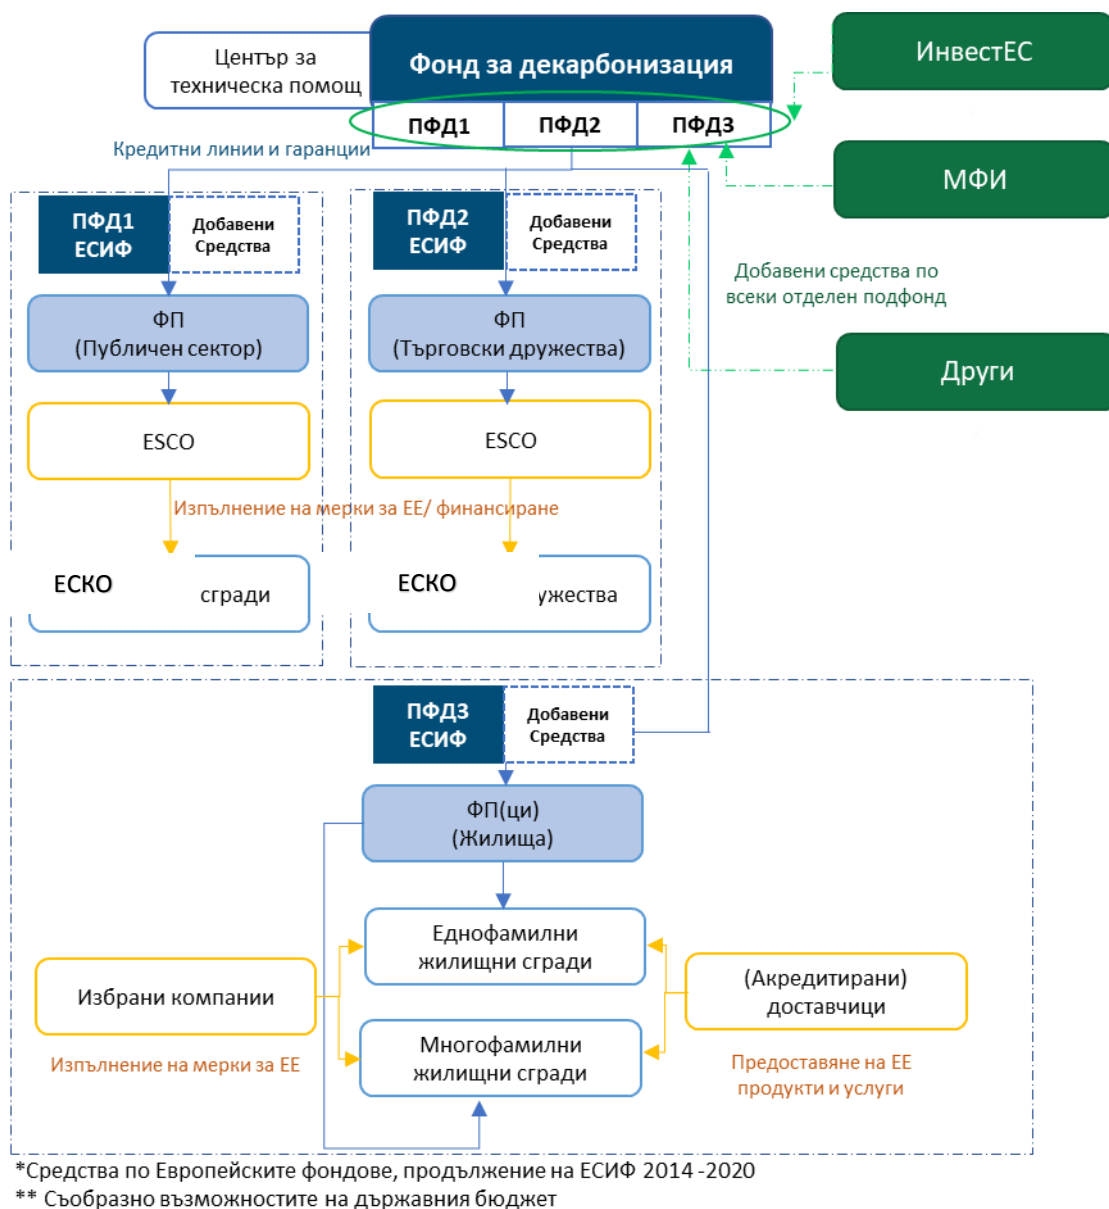 Център за
техническа помощ
Фонд за декарбонизация
ПФД1
ПФД2
ПФД3
ИнвестЕС
МФИ
Други
Добавени средства по
всеки отделен подфонд
Кредитни линии и гаранции
ПФД1
ЕСИФ
Добавени
Средства
ПФД2
ЕСИФ
Добавени
Средства
ФП
(Публичен сектор)
ФП
(Търговски дружества)
ESCO
ESCO
Изпълнение на мерки за ЕЕ/ финансиране
ЕСКО
сгради
ЕСКО
ужества
ПФД3
ЕСИФ
Добавени
Средства
ФП(ци)
(Жилища)
Еднофамилни
жилищни сгради
Избрани компании
(Акредитирани)
доставчици
Многофамилни
жилищни сгради
Изпълнение на мерки за ЕЕ
Предоставяне на ЕЕ
продукти и услуги
*Средства по Европейските фондове, продължение на ЕСИФ 2014 -2020
** Съобразно възможностите на държавния бюджет